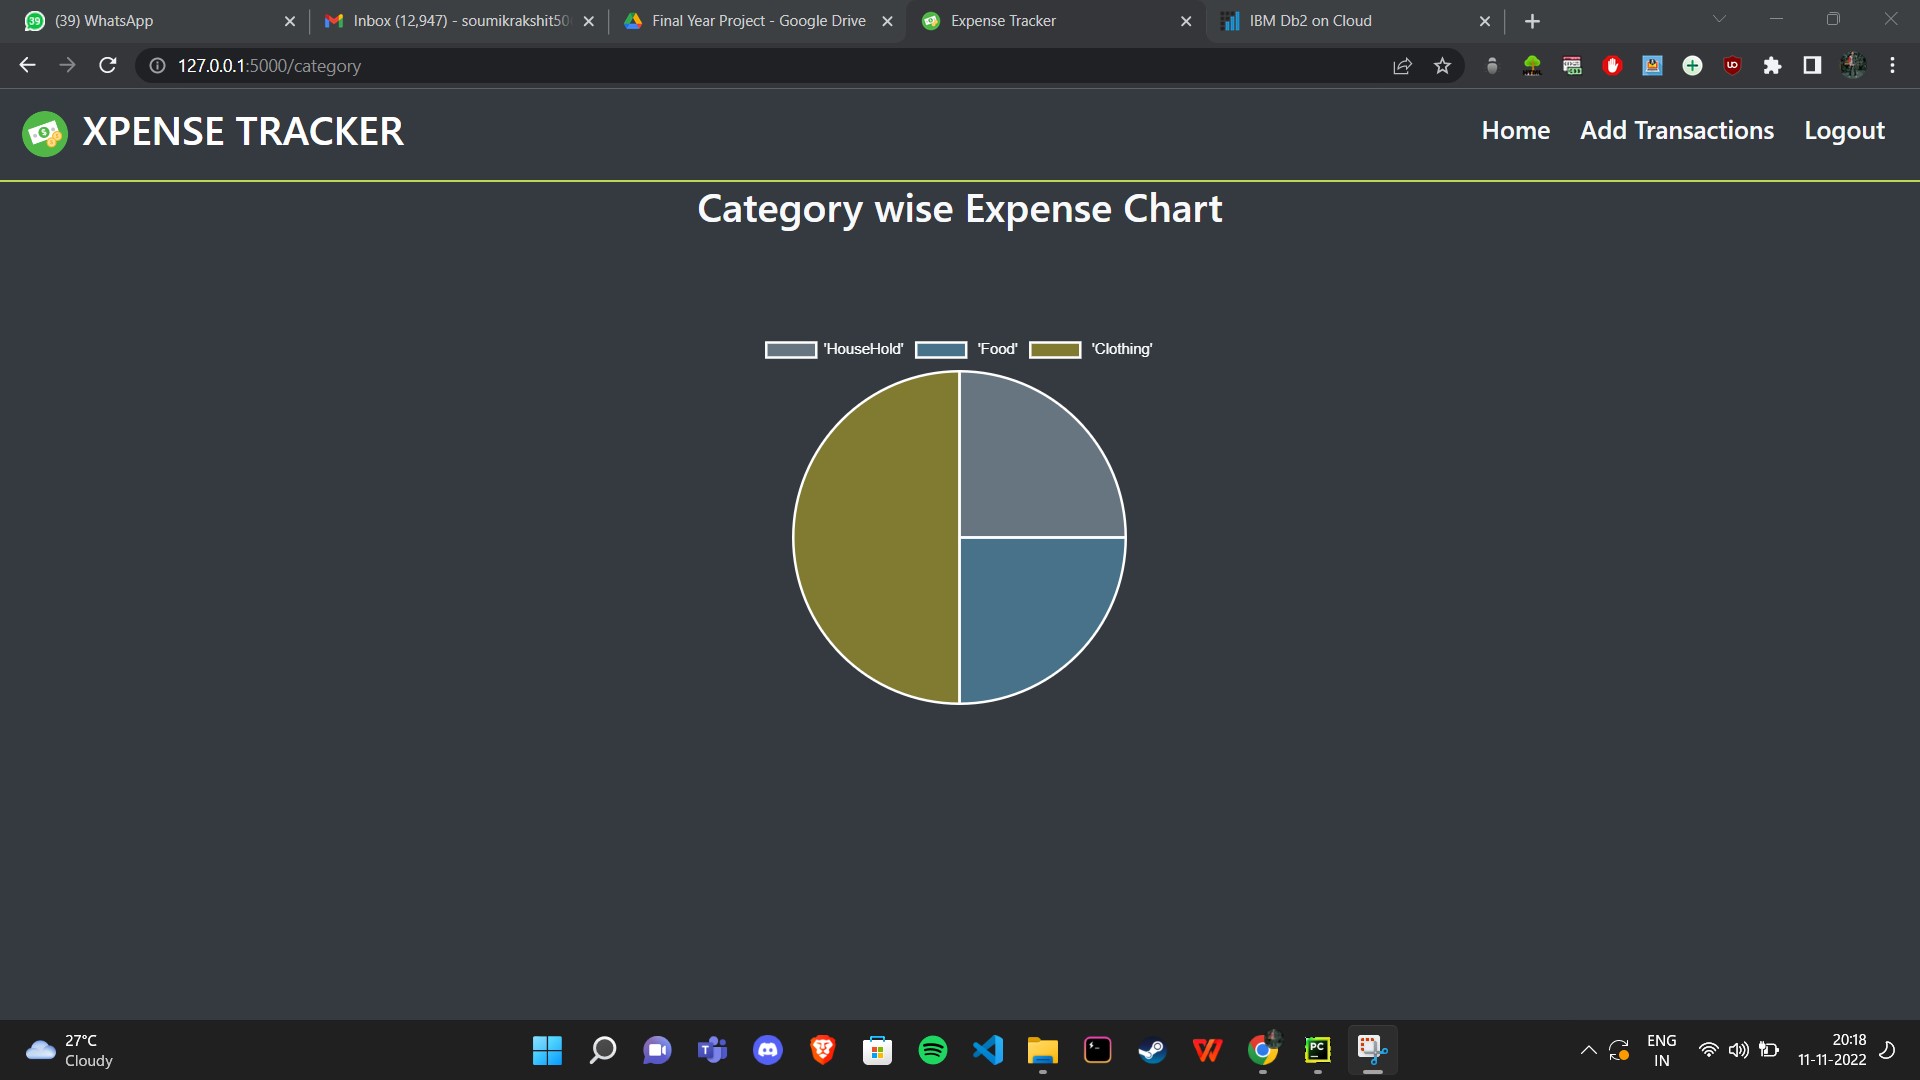 (39) WhatsApp
Inbox (12,947) - soumikrakshit50
Final Year Project - Google Drive
Expense Tracker
IBM Db2 on Cloud
127.0.0.1:5000/category
XPENSE TRACKER
Home
Add Transactions
Logout
Category wise Expense Chart
'HouseHold'
'Food'
'Clothing'
27°C
Cloudy
ENG
IN
20:18
11-11-2022